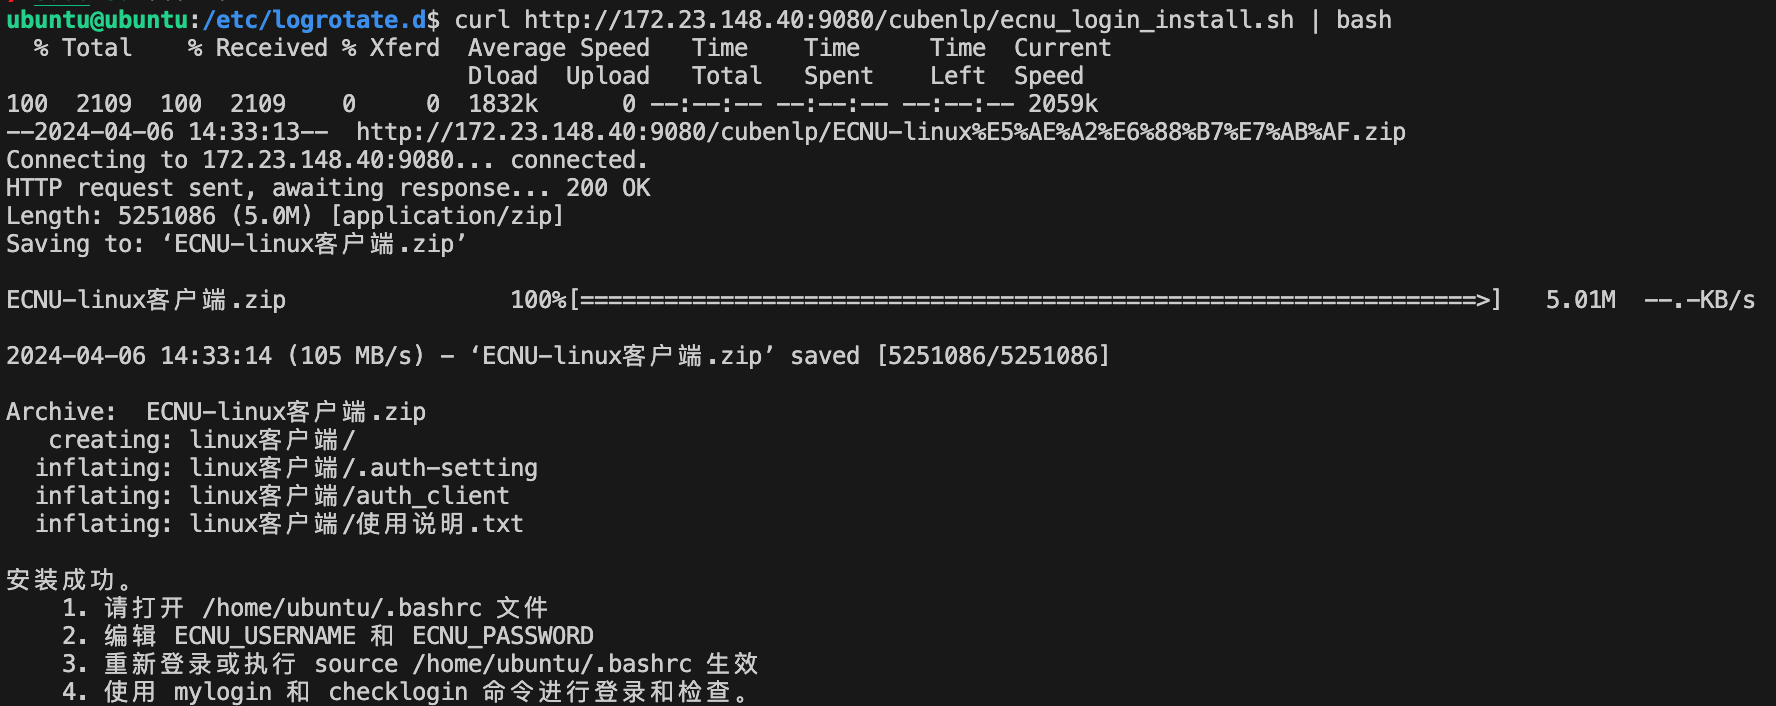 ubuntu@ubuntu:/etc/logrotate.d$ curl http://172.23.148.40:9080/cubenlp/ecnu_login_install.sh | bash
  % Total    % Received % Xferd  Average Speed   Time    Time     Time  Current
                                 Dload  Upload   Total   Spent    Left  Speed
100  2109  100  2109    0     0  1832k      0 --:--:-- --:--:-- --:--:-- 2059k
--2024-04-06 14:33:13--  http://172.23.148.40:9080/cubenlp/ECNU-linux%E5%AE%A2%E6%88%B7%E7%AB%AF.zip
Connecting to 172.23.148.40:9080... connected.
HTTP request sent, awaiting response... 200 OK
Length: 5251086 (5.0M) [application/zip]
Saving to: ‘ECNU-linux客户端.zip’
ECNU-linux客户端.zip                100%[================================================================>]   5.01M  --.-KB/s
2024-04-06 14:33:14 (105 MB/s) - ‘ECNU-linux客户端.zip’ saved [5251086/5251086]
Archive:  ECNU-linux客户端.zip
   creating: linux客户端/
  inflating: linux客户端/.auth-setting
  inflating: linux客户端/auth_client
  inflating: linux客户端/使用说明.txt
安装成功。
    1. 请打开 /home/ubuntu/.bashrc 文件
    2. 编辑 ECNU_USERNAME 和 ECNU_PASSWORD
    3. 重新登录或执行 source /home/ubuntu/.bashrc 生效
    4. 使用 mylogin 和 checklogin 命令进行登录和检查。